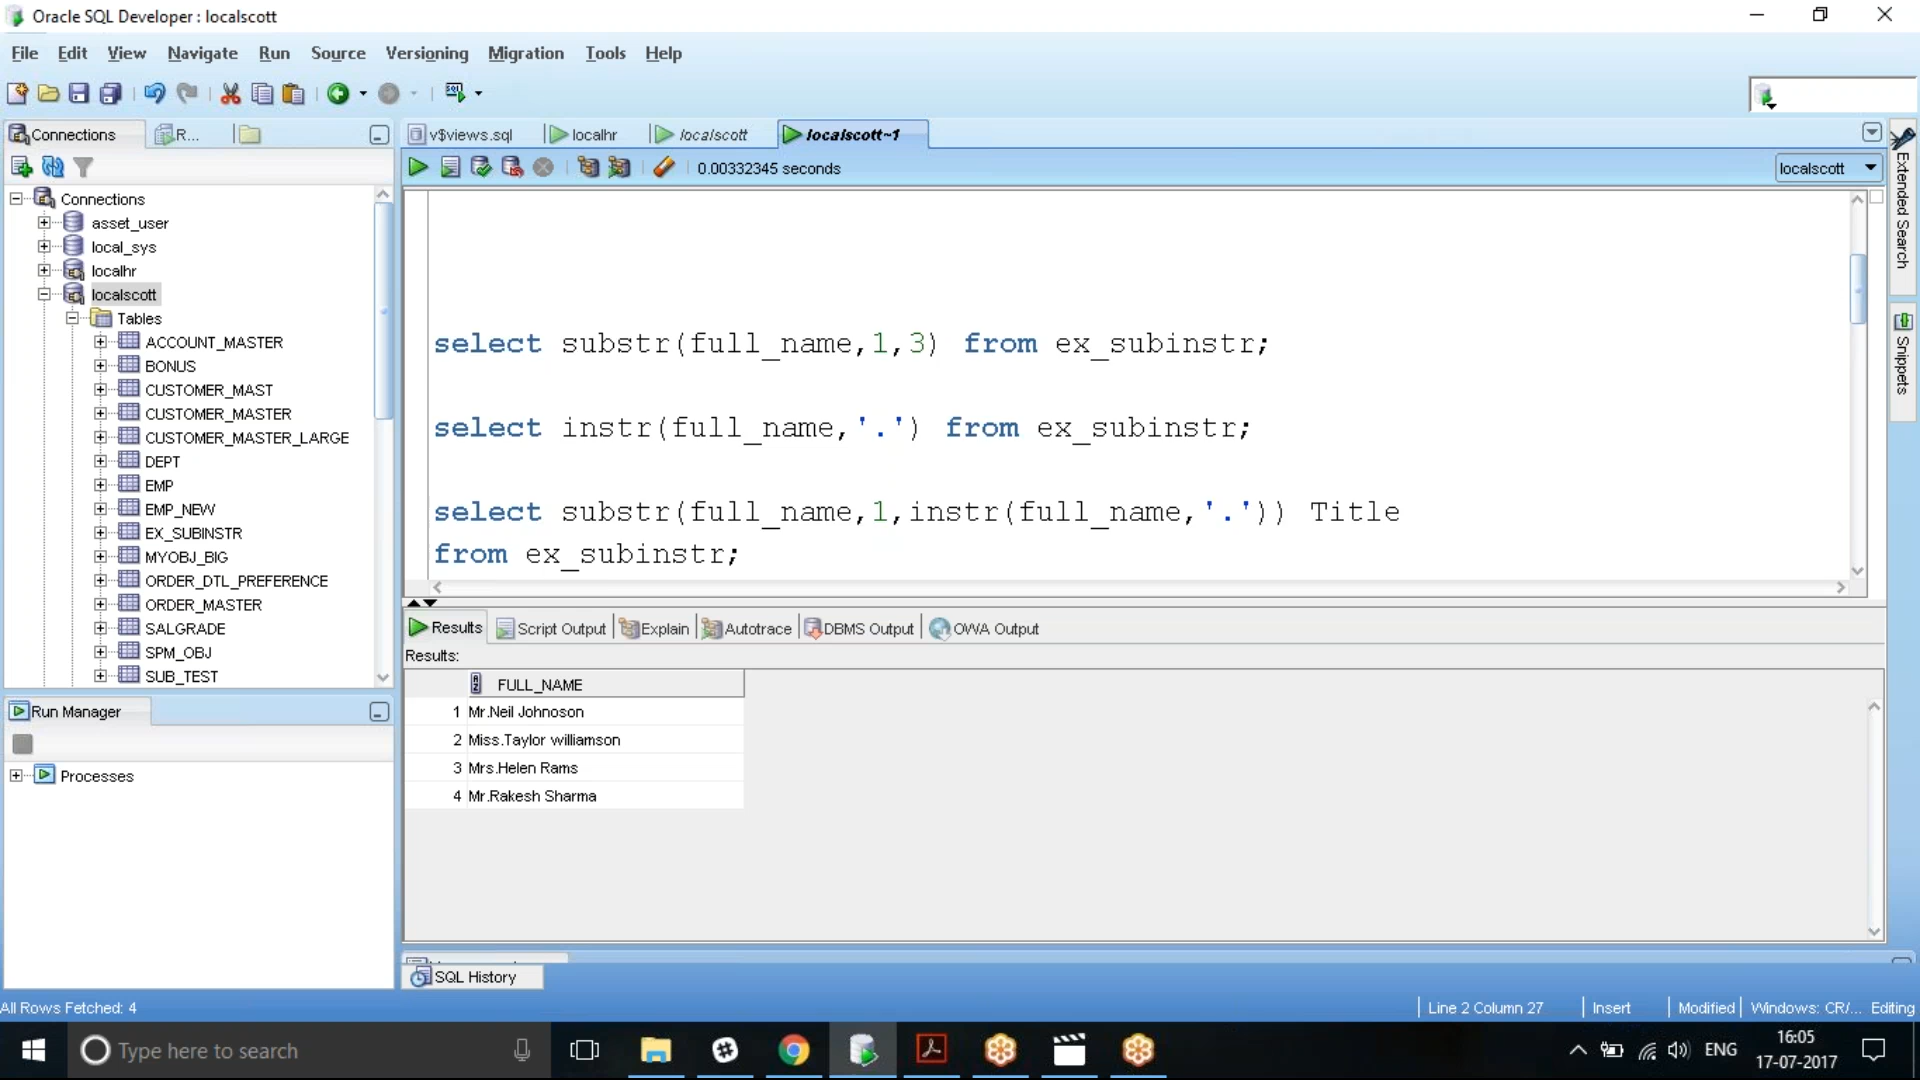 Oracle SQL Developer : localscott
File Edit View Navigate Run Source Versioning Migration Tools Help
Connections R...
v$views.sql localhr localscott localscott~1
0.00332345 seconds
localscott
Connections
asset_user
local_sys
localhr
localscott
Tables
ACCOUNT_MASTER
BONUS
CUSTOMER_MAST
CUSTOMER_MASTER
CUSTOMER_MASTER_LARGE
DEPT
EMP
EMP_NEW
EX_SUBINSTR
MYOBJ_BIG
ORDER_DTL_PREFERENCE
ORDER_MASTER
SALGRADE
SPM_OBJ
SUB_TEST
select substr(full_name,1,3) from ex_subinstr;
select instr(full_name,'.') from ex_subinstr;
select substr(full_name,1,instr(full_name,'.')) Title
from ex_subinstr;
Extended Search
Snippets
Results Script Output Explain Autotrace DBMS Output OWA Output
Results:
FULL_NAME
1 Mr.Neil Johnoson
2 Miss.Taylor williamson
3 Mrs.Helen Rams
4 Mr.Rakesh Sharma
Run Manager
Processes
SQL History
All Rows Fetched: 4
Line 2 Column 27 Insert Modified Windows: CR/... Editing
Type here to search
ENG
16:05
17-07-2017